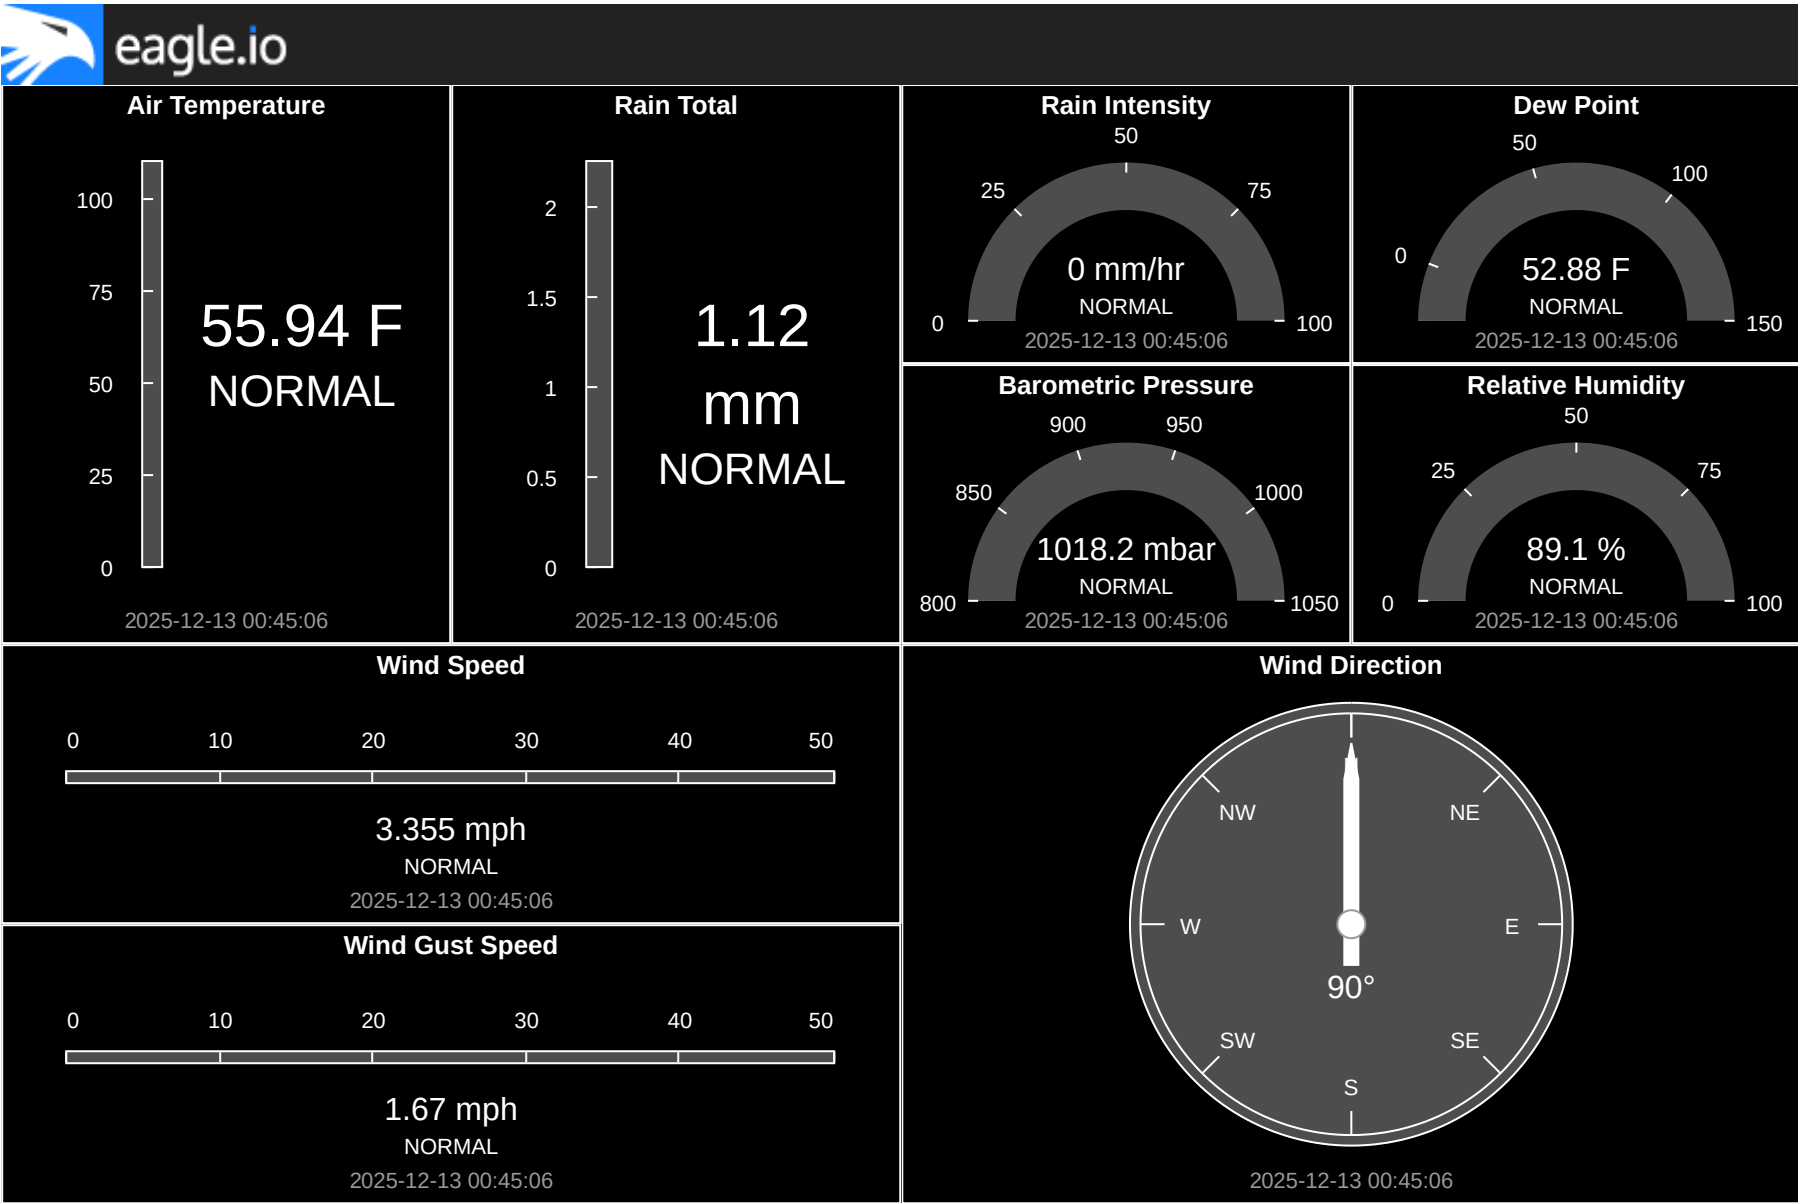 eagle.io
Air Temperature
100
75
50
25
0
55.94 F
NORMAL
2025-12-13 00:45:06
Rain Total
2
1.5
1
0.5
0
1.12
mm
NORMAL
2025-12-13 00:45:06
Rain Intensity
0
25
50
75
100
0 mm/hr
NORMAL
2025-12-13 00:45:06
Dew Point
0
50
100
150
52.88 F
NORMAL
2025-12-13 00:45:06
Barometric Pressure
800
850
900
950
1000
1050
1018.2 mbar
NORMAL
2025-12-13 00:45:06
Relative Humidity
0
25
50
75
100
89.1 %
NORMAL
2025-12-13 00:45:06
Wind Speed
0 10 20 30 40 50
3.355 mph
NORMAL
2025-12-13 00:45:06
Wind Direction
NW NE
W E
90°
SW SE
S
2025-12-13 00:45:06
Wind Gust Speed
0 10 20 30 40 50
1.67 mph
NORMAL
2025-12-13 00:45:06